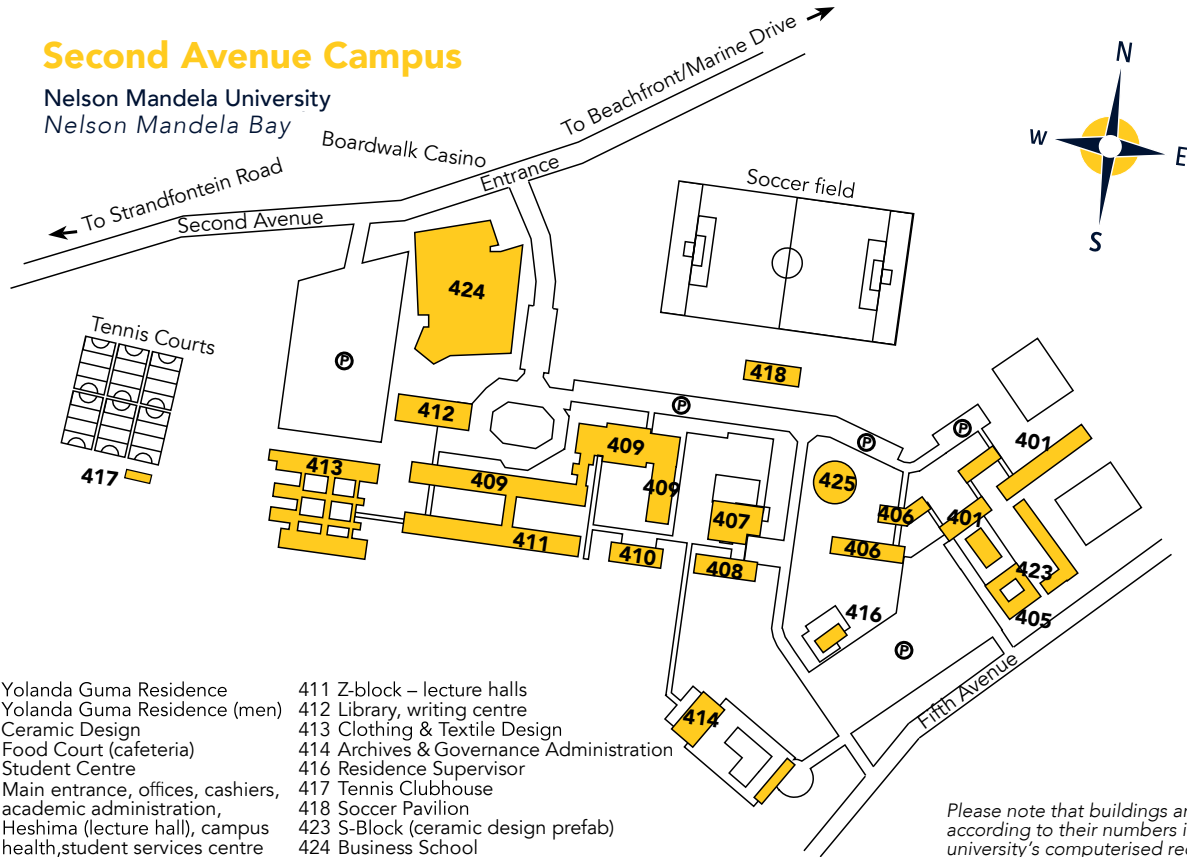 Second Avenue Campus
Nelson Mandela University
Nelson Mandela Bay
To Beachfront/Marine Drive
Boardwalk Casino
Entrance
To Strandfontein Road
Second Avenue
Soccer field
Tennis Courts
N
W
E
S
424
P
418
412
P
409
P
P
401
413
417
409
409
425
406
401
407
411
406
410
408
423
416
405
P
414
Fifth Avenue
Yolanda Guma Residence
Yolanda Guma Residence (men)
Ceramic Design
Food Court (cafeteria)
Student Centre
Main entrance, offices, cashiers,
academic administration,
Heshima (lecture hall), campus
health,student services centre
411 Z-block – lecture halls
412 Library, writing centre
413 Clothing & Textile Design
414 Archives & Governance Administration
416 Residence Supervisor
417 Tennis Clubhouse
418 Soccer Pavilion
423 S-Block (ceramic design prefab)
424 Business School
Please note that buildings
according to their numbers
university's computerised